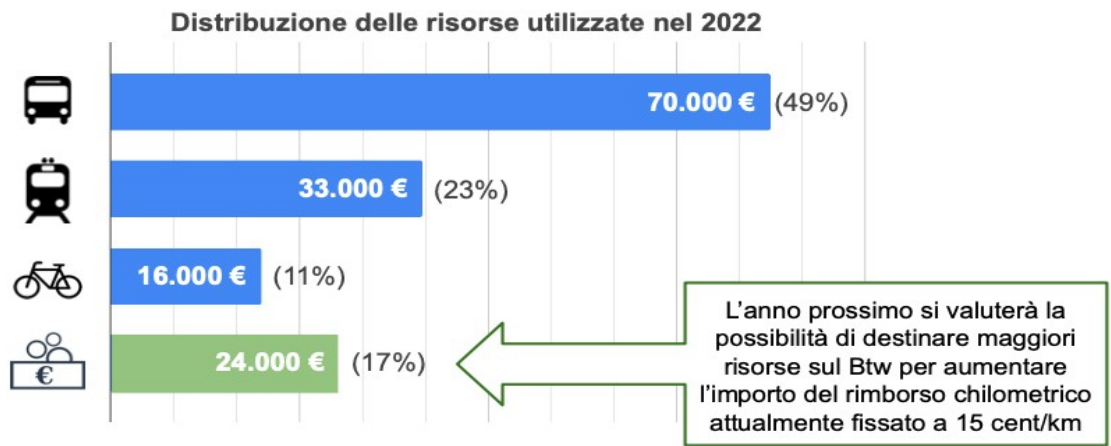 Distribuzione delle risorse utilizzate nel 2022
70.000 € (49%)
33.000 € (23%)
16.000 € (11%)
24.000 € (17%)
€
L'anno prossimo si valuterà la
possibilità di destinare maggiori
risorse sul Btw per aumentare
l'importo del rimborso chilometrico
attualmente fissato a 15 cent/km